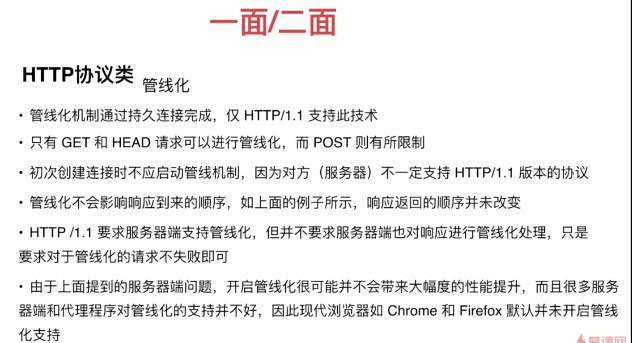 一面/二面
HTTP协议类 管线化
• 管线化机制通过持久连接完成，仅 HTTP/1.1 支持此技术
• 只有 GET 和 HEAD 请求可以进行管线化，而 POST 则有所限制
• 初次创建连接时不应启动管线机制，因为对方（服务器）不一定支持 HTTP/1.1 版本的协议
• 管线化不会影响响应到来的顺序，如上面的例子所示，响应返回的顺序并未改变
• HTTP /1.1 要求服务器端支持管线化，但并不要求服务器端也对响应进行管线化处理，只是
要求对于管线化的请求不失败即可
• 由于上面提到的服务器端问题，开启管线化很可能并不会带来大幅度的性能提升，而且很多服务
器端和代理程序对管线化的支持并不好，因此现代浏览器如 Chrome 和 Firefox 默认并未开启管线
化支持
慕课网